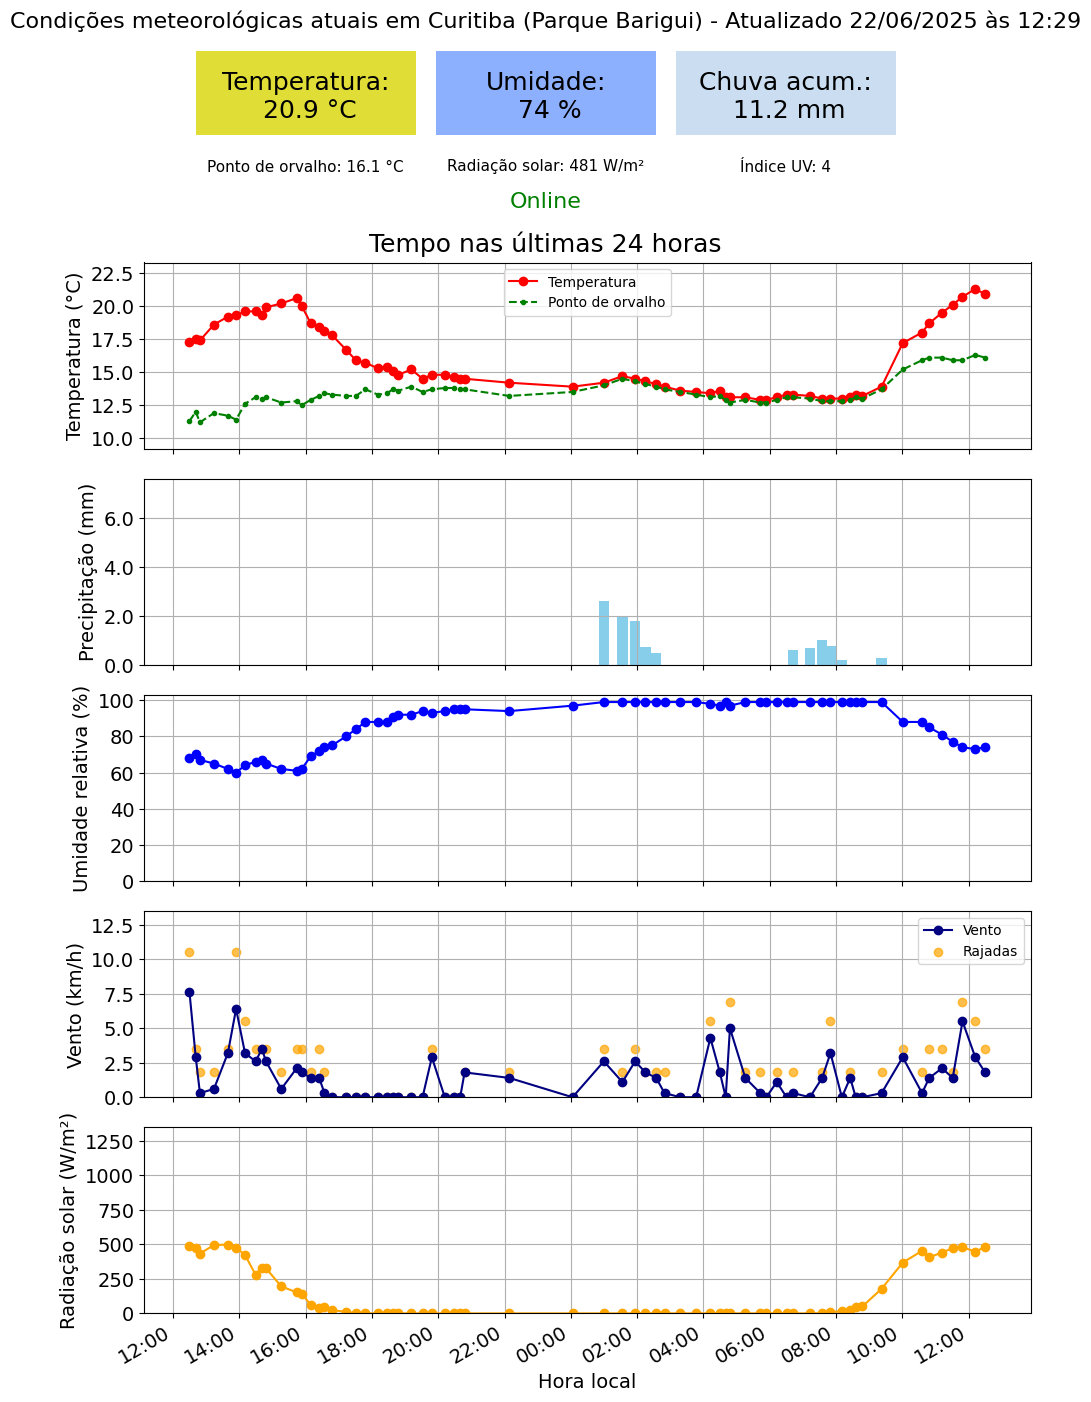 Condições meteorológicas atuais em Curitiba (Parque Barigui) - Atualizado 22/06/2025 às 12:29
Temperatura:
20.9 °C
Umidade:
74 %
Chuva acum.:
11.2 mm
Ponto de orvalho: 16.1 °C
Radiação solar: 481 W/m²
Índice UV: 4
Online
Tempo nas últimas 24 horas
Temperatura (°C)
22.5
20.0
17.5
15.0
12.5
10.0
Temperatura
Ponto de orvalho
Precipitação (mm)
6.0
4.0
2.0
0.0
Umidade relativa (%)
100
80
60
40
20
0
Vento (km/h)
12.5
10.0
7.5
5.0
2.5
0.0
Vento
Rajadas
Radiação solar (W/m²)
1250
1000
750
500
250
0
12:00
14:00
16:00
18:00
20:00
22:00
00:00
02:00
04:00
06:00
08:00
10:00
12:00
Hora local